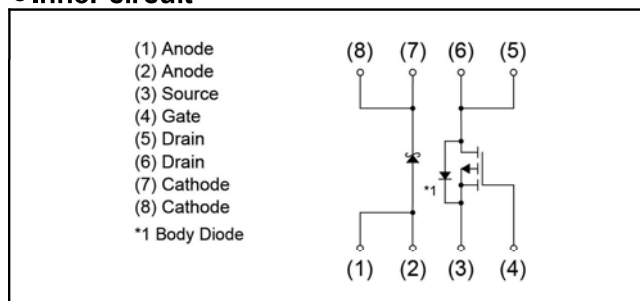 Inner circuit
(1) Anode
(2) Anode
(3) Source
(4) Gate
(5) Drain
(6) Drain
(7) Cathode
(8) Cathode
*1 Body Diode
(8) (7) (6) (5)
*1
(1) (2) (3) (4)